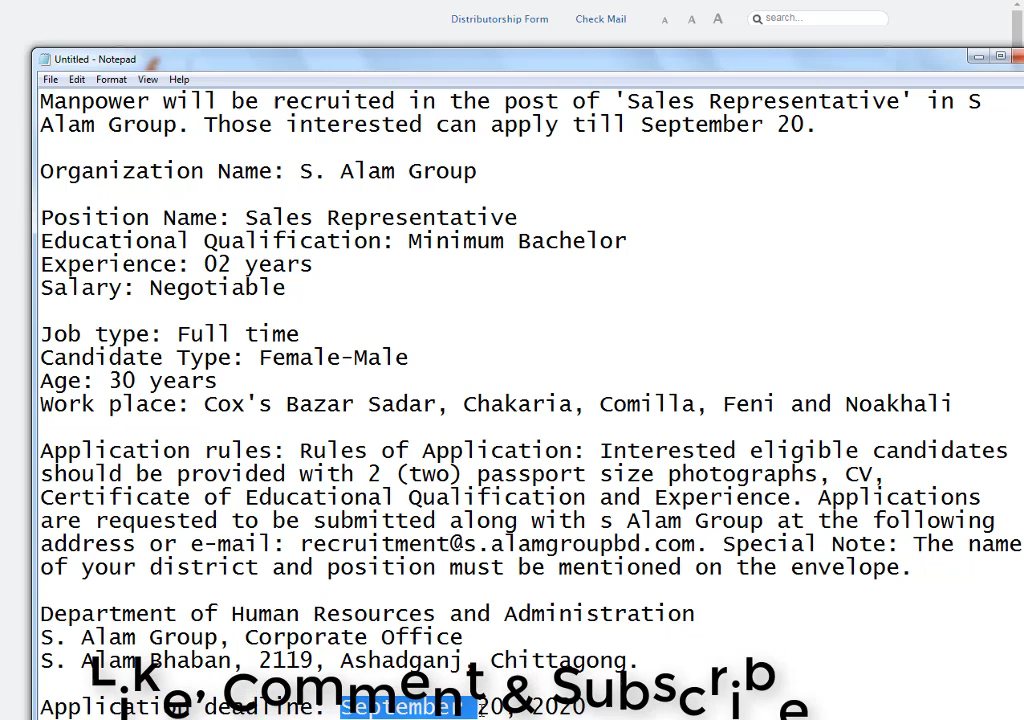 Distributorship Form Check Mail A A A search...
Untitled - Notepad
File Edit Format View Help
Manpower will be recruited in the post of 'Sales Representative' in S
Alam Group. Those interested can apply till September 20.
Organization Name: S. Alam Group
Position Name: Sales Representative
Educational Qualification: Minimum Bachelor
Experience: 02 years
Salary: Negotiable
Job type: Full time
Candidate Type: Female-Male
Age: 30 years
Work place: Cox's Bazar Sadar, Chakaria, Comilla, Feni and Noakhali
Application rules: Rules of Application: Interested eligible candidates
should be provided with 2 (two) passport size photographs, CV,
Certificate of Educational Qualification and Experience. Applications
are requested to be submitted along with s Alam Group at the following
address or e-mail: recruitment@s.alamgroupbd.com. Special Note: The name
of your district and position must be mentioned on the envelope.
Department of Human Resources and Administration
S. Alam Group, Corporate Office
S. Alam Bhaban, 2119, Ashadganj, Chittagong.
Like, Comment & Subscribe
Application deadline: September 20, 2020